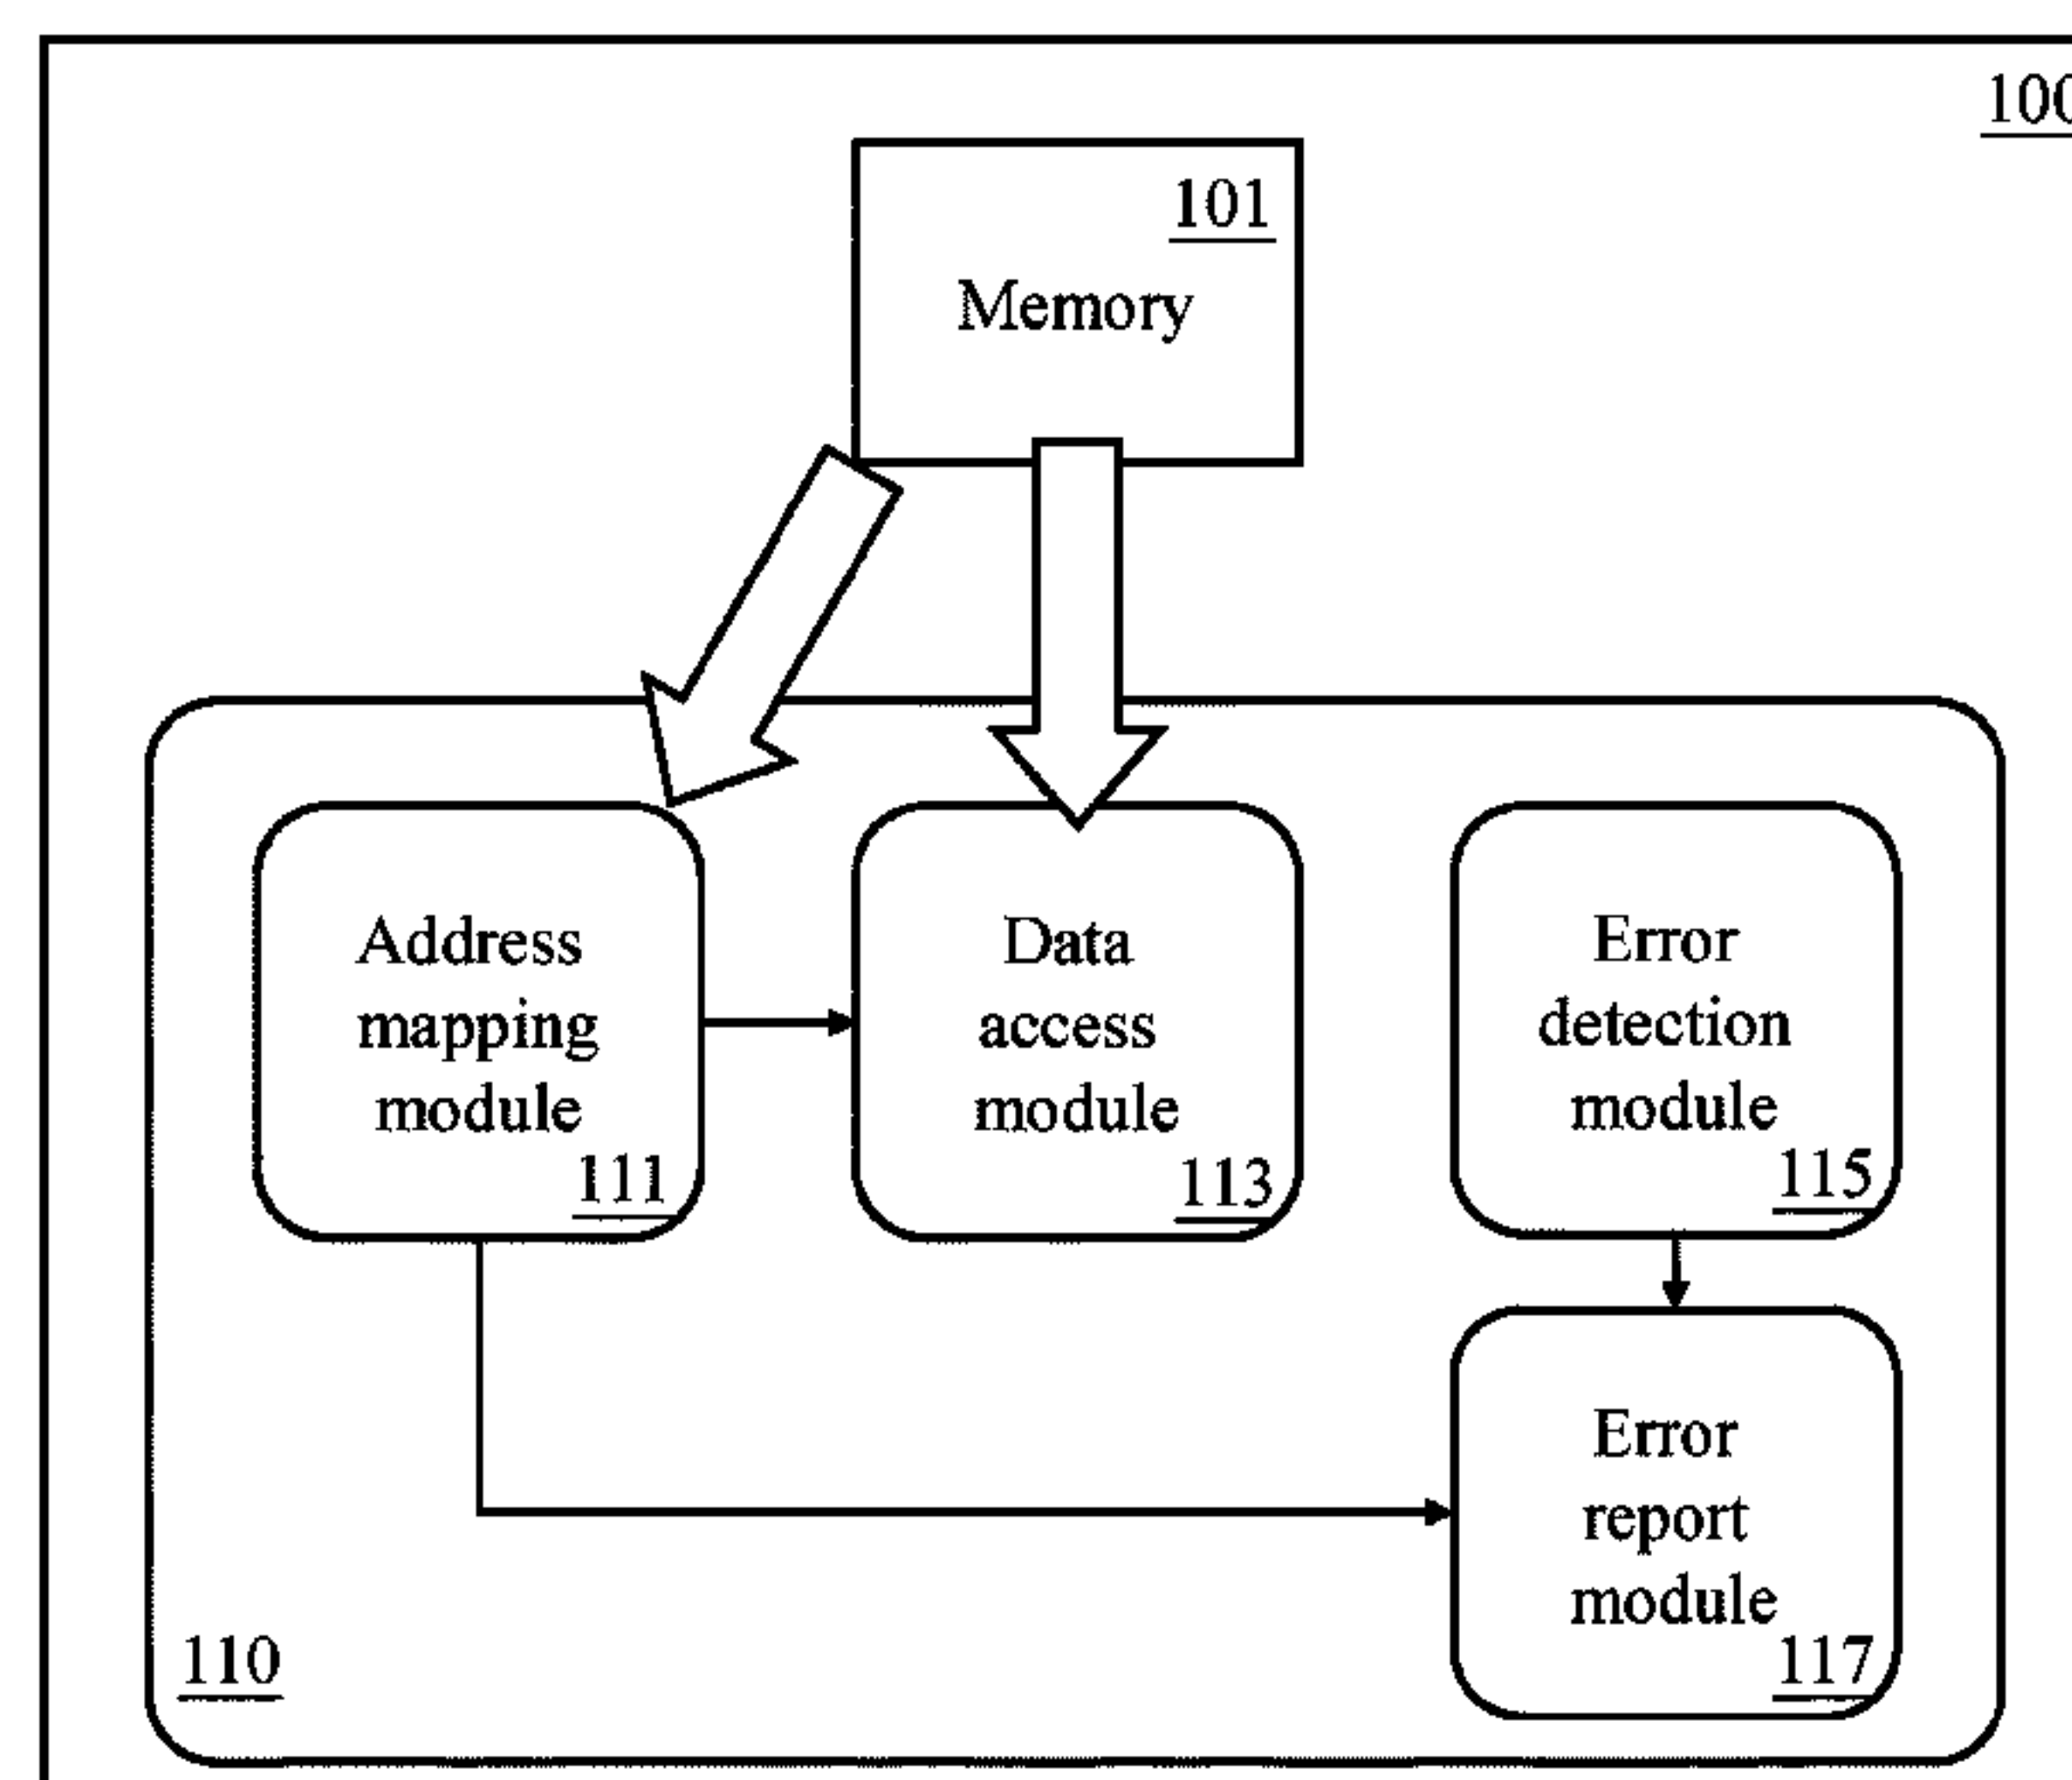 100
101
Memory
Address
mapping
module
111
Data
access
module
113
Error
detection
module
115
Error
report
module
117
110